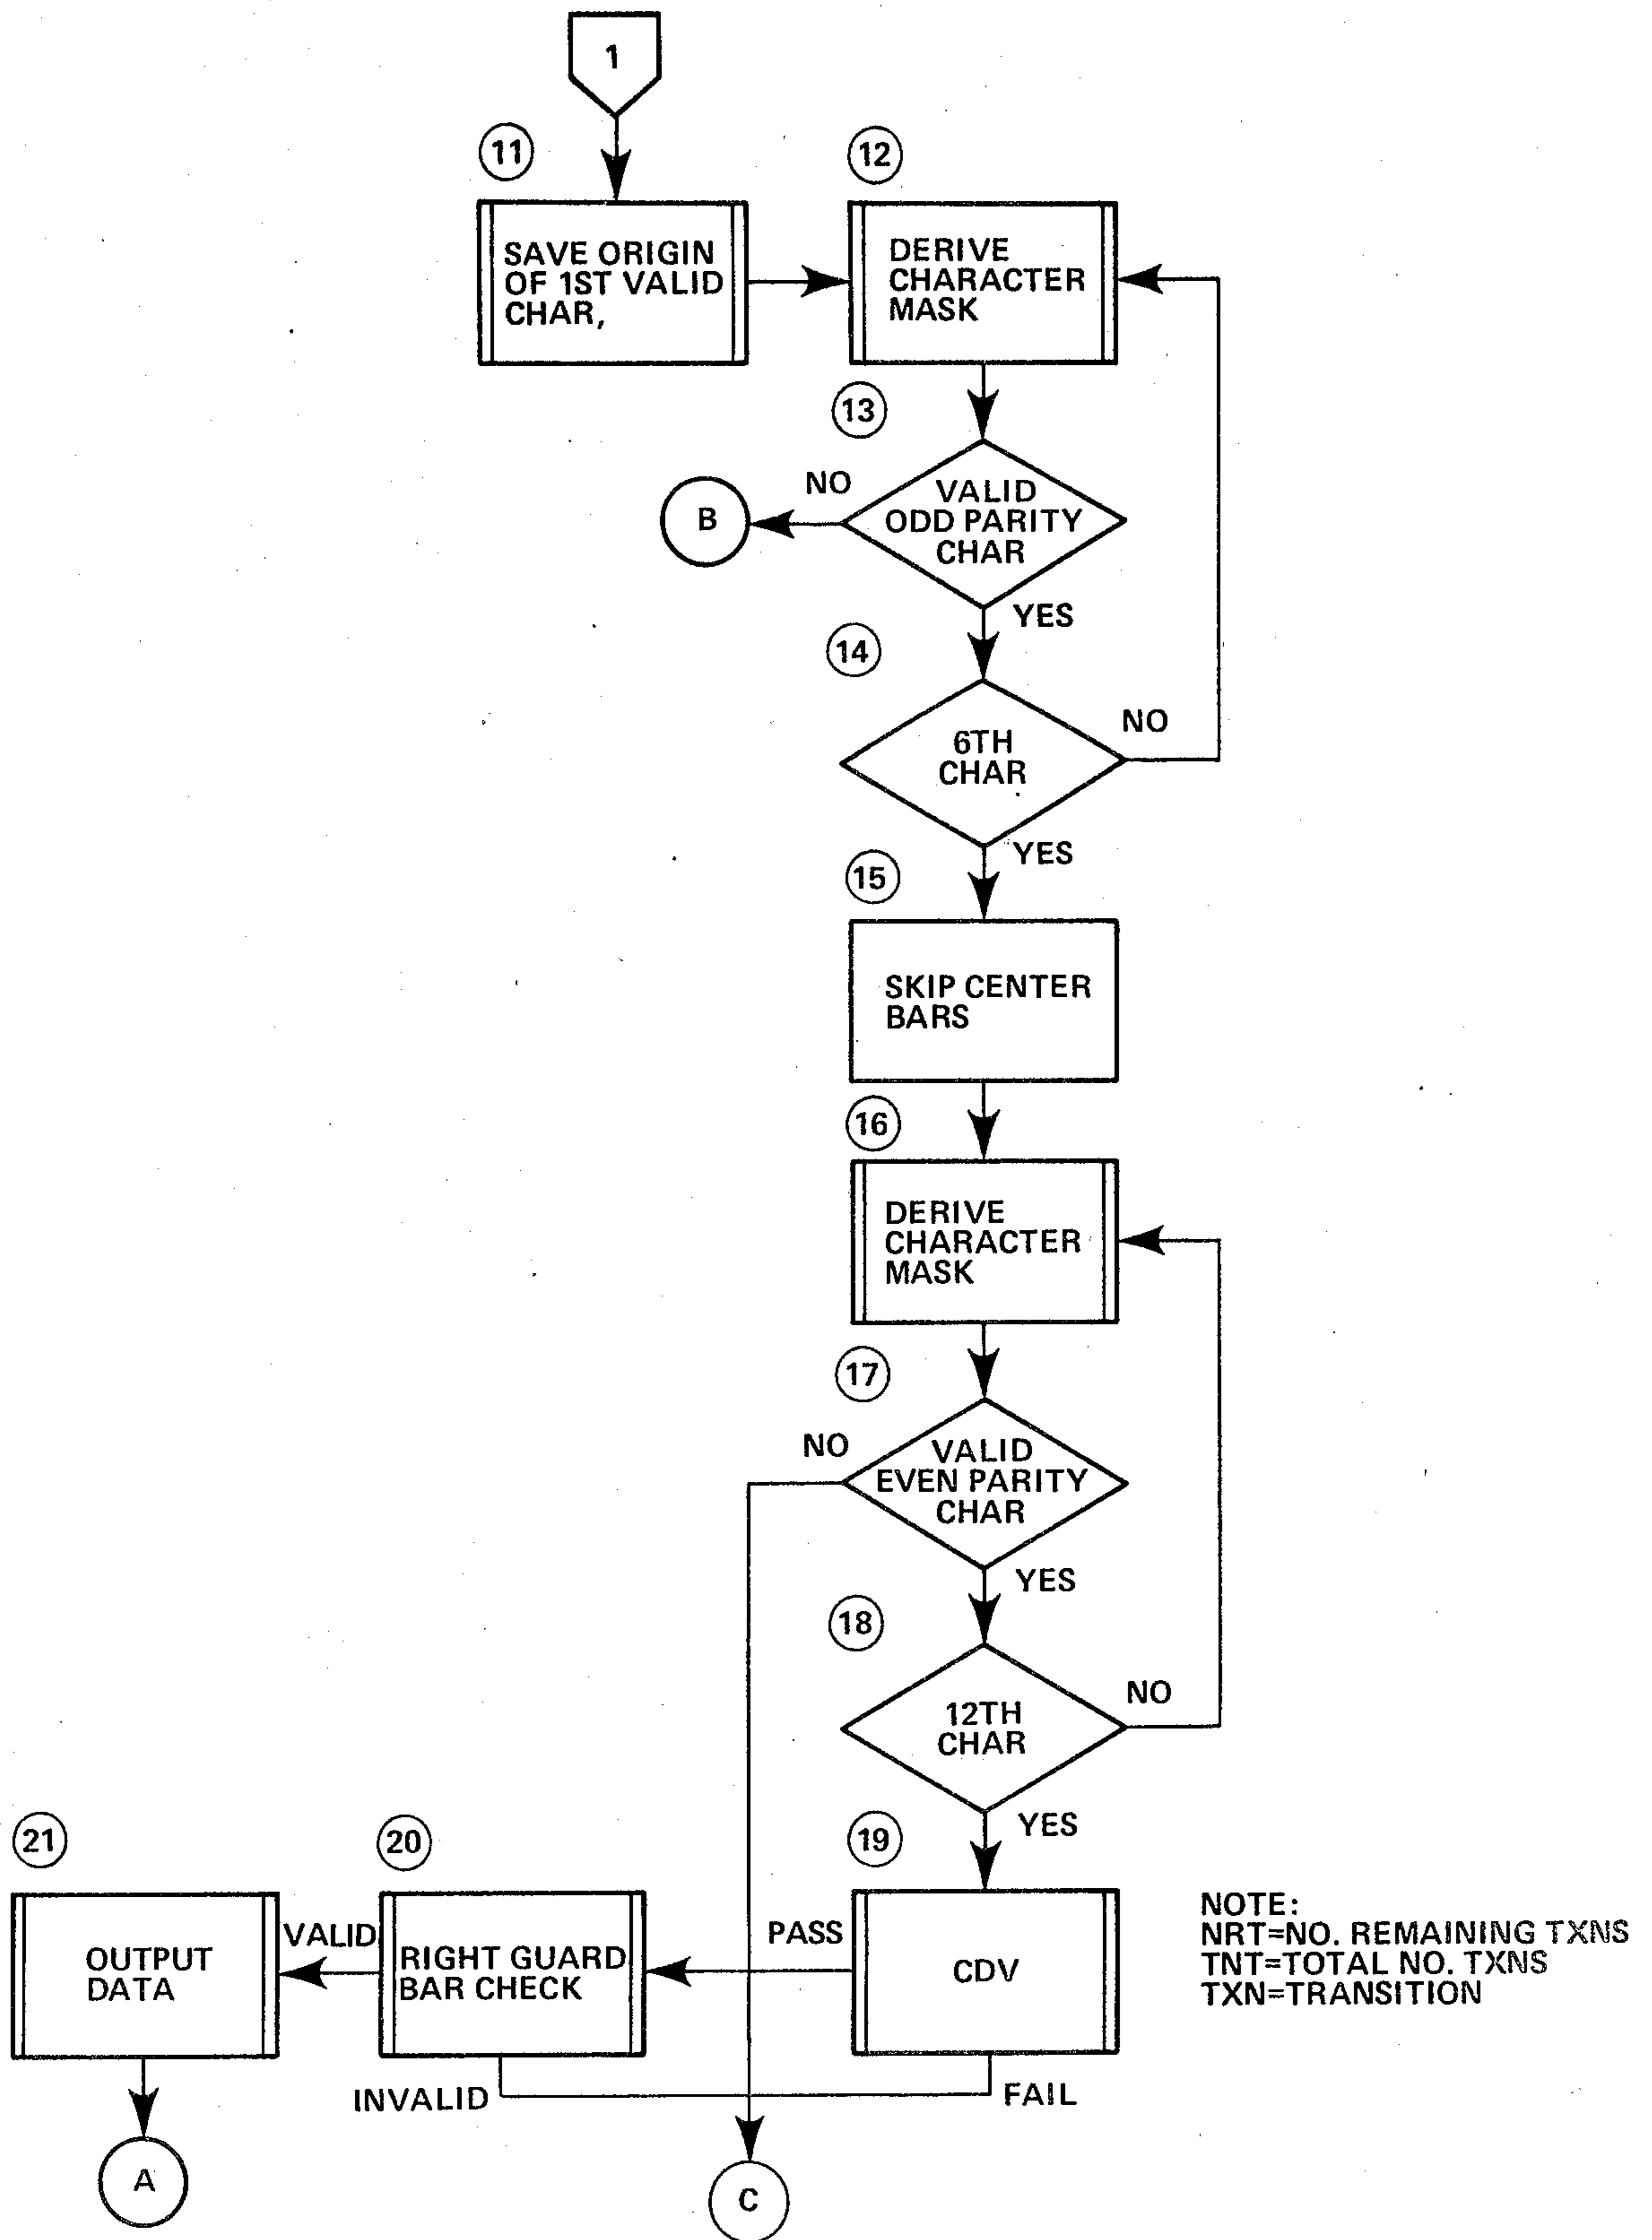 1
11
12
SAVE ORIGIN
OF 1ST VALID
CHAR,
DERIVE
CHARACTER
MASK
13
NO
VALID
ODD PARITY
CHAR
B
YES
14
NO
6TH
CHAR
YES
15
SKIP CENTER
BARS
16
DERIVE
CHARACTER
MASK
17
NO
VALID
EVEN PARITY
CHAR
YES
18
NO
12TH
CHAR
YES
21
20
19
OUTPUT
DATA
VALID
RIGHT GUARD
BAR CHECK
PASS
CDV
NOTE:
NRT=NO. REMAINING TXNS
TNT=TOTAL NO. TXNS
TXN=TRANSITION
INVALID
FAIL
A
C